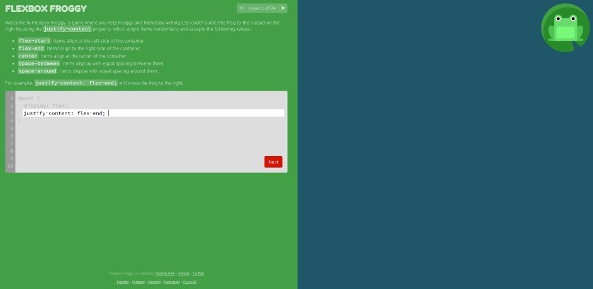 FLEXBOX FROGGY
Level 1 of 24
Welcome to Flexbox Froggy, a game where you help Froggy and friends by writing CSS code! Guide this frog to the lilypad on the
right by using the justify-content property, which aligns items horizontally and accepts the following values:
flex-start: Items align to the left side of the container.
flex-end: Items align to the right side of the container.
center: Items align at the center of the container.
space-between: Items display with equal spacing between them.
space-around: Items display with equal spacing around them.
For example, justify-content: flex-end; will move the frog to the right.
1 #pond {
2 display: flex;
3 justify-content: flex-end;
4 }
5
6
7
8
9
10
Next
Flexbox Froggy is created by